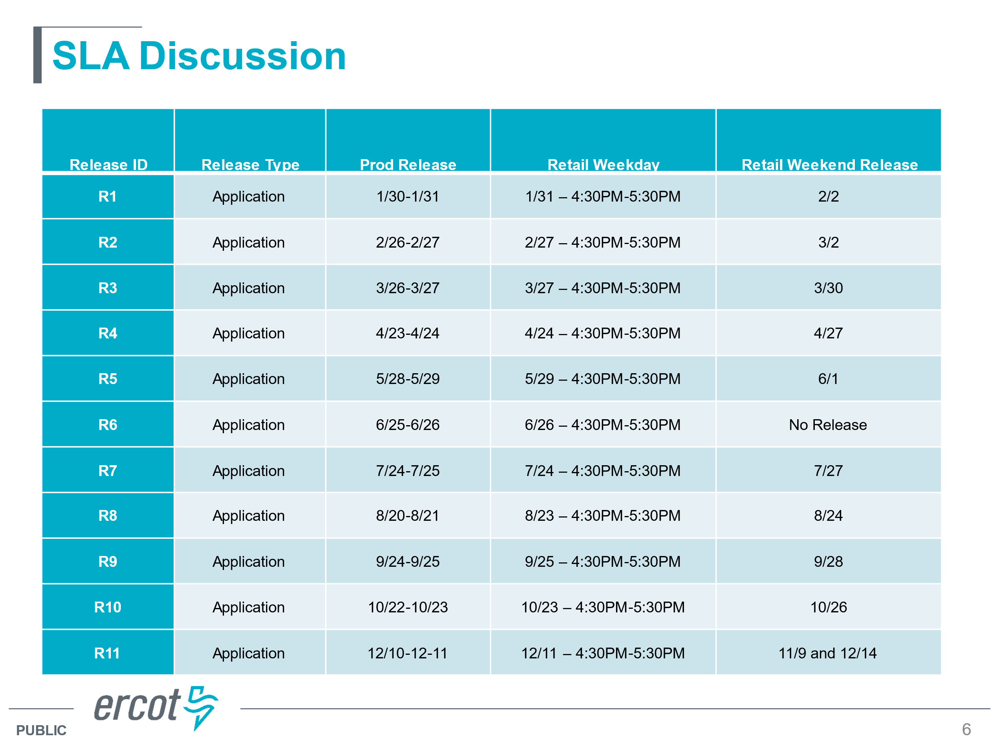 SLA Discussion
Release ID Release Type Prod Release Retail Weekday Retail Weekend Release
R1 Application 1/30-1/31 1/31 – 4:30PM-5:30PM 2/2
R2 Application 2/26-2/27 2/27 – 4:30PM-5:30PM 3/2
R3 Application 3/26-3/27 3/27 – 4:30PM-5:30PM 3/30
R4 Application 4/23-4/24 4/24 – 4:30PM-5:30PM 4/27
R5 Application 5/28-5/29 5/29 – 4:30PM-5:30PM 6/1
R6 Application 6/25-6/26 6/26 – 4:30PM-5:30PM No Release
R7 Application 7/24-7/25 7/24 – 4:30PM-5:30PM 7/27
R8 Application 8/20-8/21 8/23 – 4:30PM-5:30PM 8/24
R9 Application 9/24-9/25 9/25 – 4:30PM-5:30PM 9/28
R10 Application 10/22-10/23 10/23 – 4:30PM-5:30PM 10/26
R11 Application 12/10-12-11 12/11 – 4:30PM-5:30PM 11/9 and 12/14
ercot
PUBLIC
6